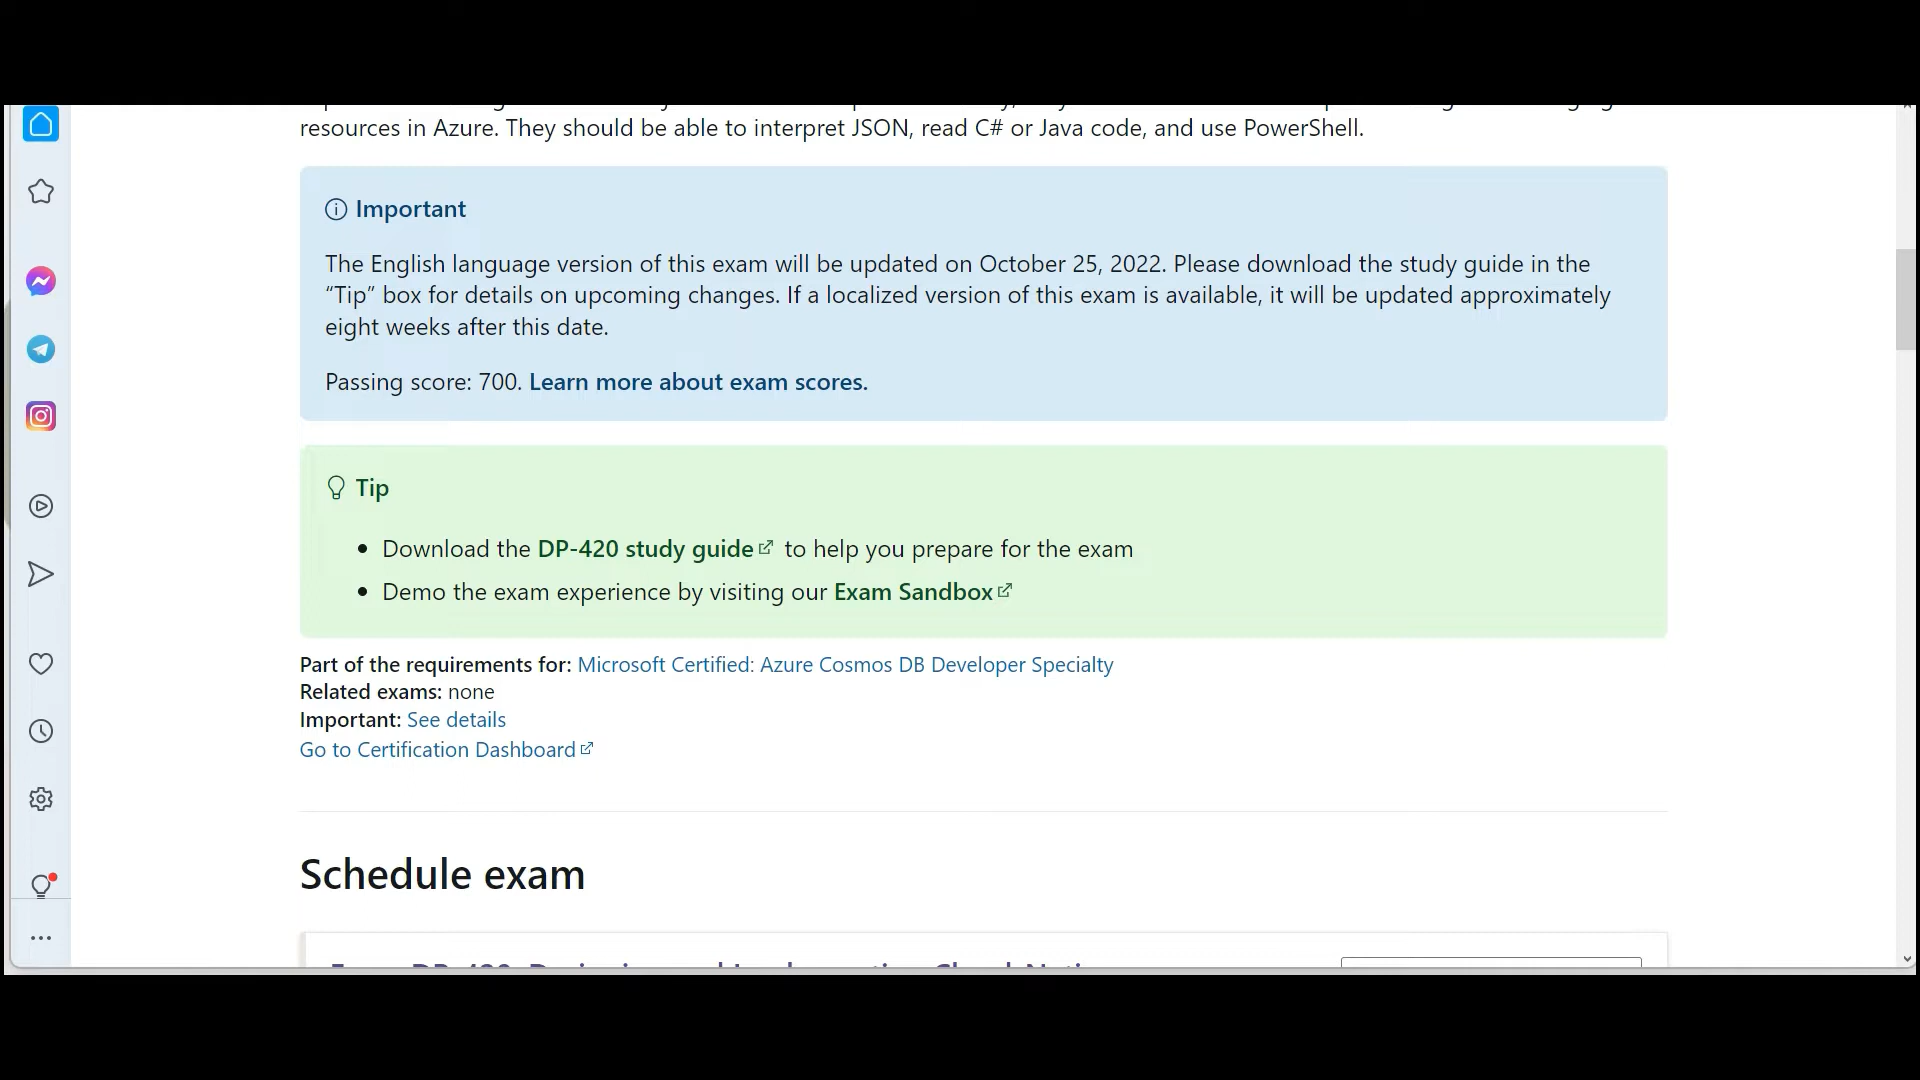 resources in Azure. They should be able to interpret JSON, read C# or Java code, and use PowerShell.
Important
The English language version of this exam will be updated on October 25, 2022. Please download the study guide in the
“Tip” box for details on upcoming changes. If a localized version of this exam is available, it will be updated approximately
eight weeks after this date.
Passing score: 700. Learn more about exam scores.
Tip
• Download the DP-420 study guide to help you prepare for the exam
• Demo the exam experience by visiting our Exam Sandbox
Part of the requirements for: Microsoft Certified: Azure Cosmos DB Developer Specialty
Related exams: none
Important: See details
Go to Certification Dashboard
Schedule exam